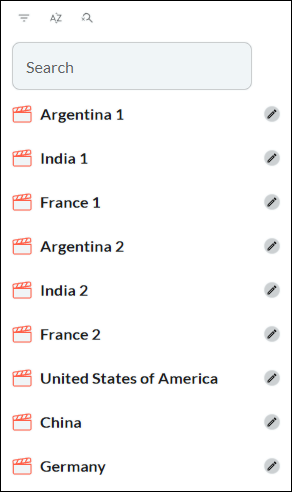 Search
Argentina 1
India 1
France 1
Argentina 2
India 2
France 2
United States of America
China
Germany